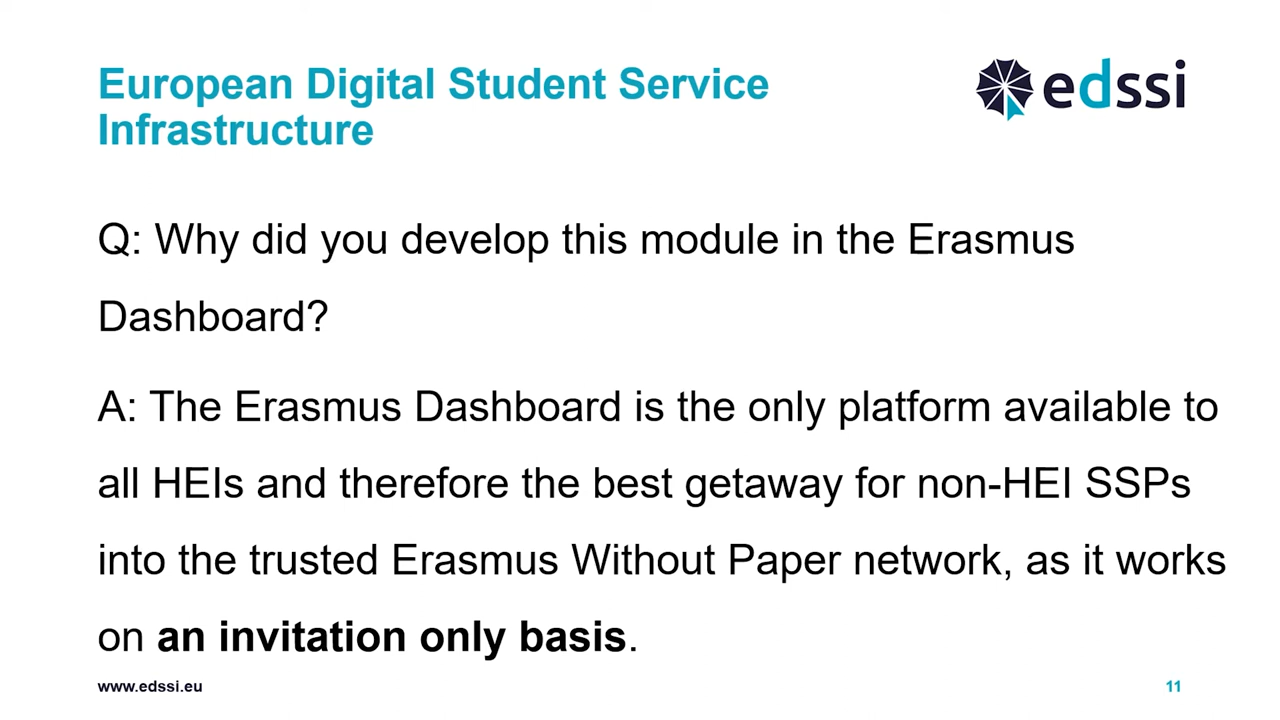 European Digital Student Service
Infrastructure
edssi
Q: Why did you develop this module in the Erasmus
Dashboard?
A: The Erasmus Dashboard is the only platform available to
all HEIs and therefore the best getaway for non-HEI SSPs
into the trusted Erasmus Without Paper network, as it works
on an invitation only basis.
www.edssi.eu
11